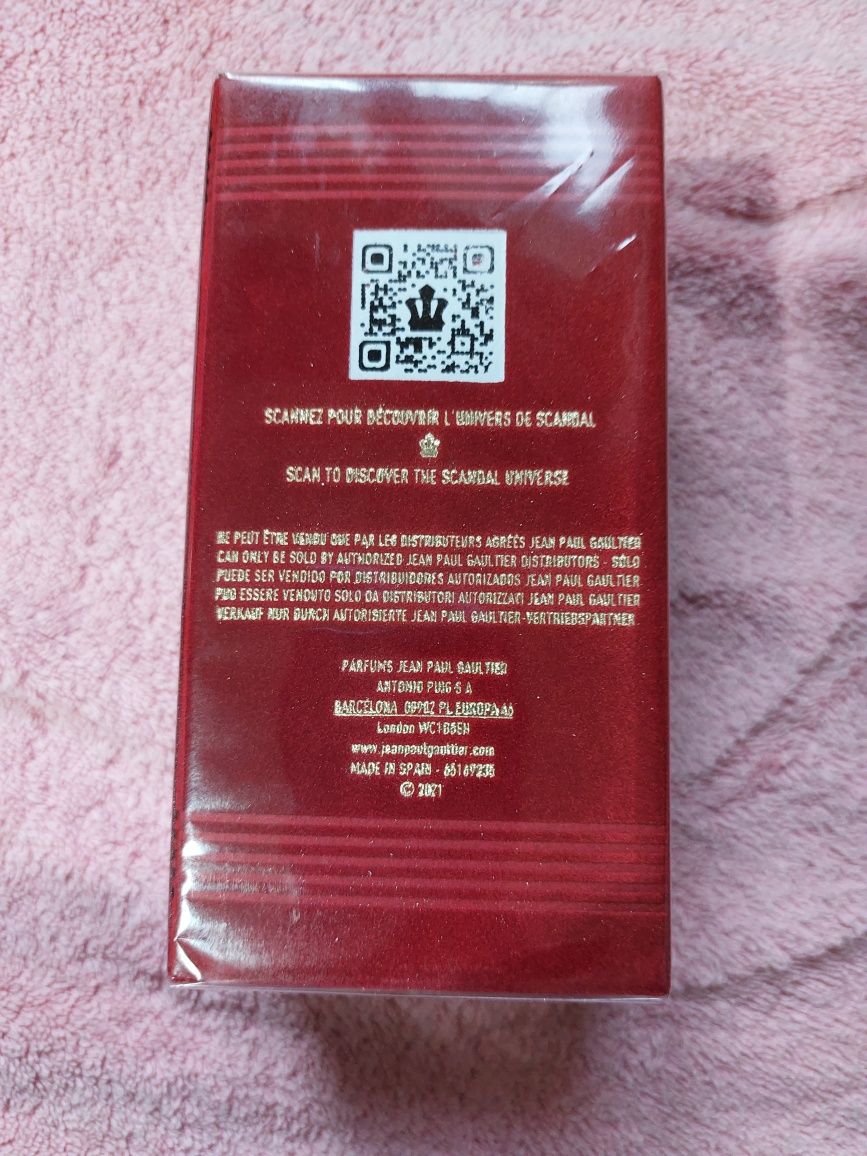 SCANNEZ POUR DÉCOUVRIR L'UNIVERS DE SCANDAL
SCAN TO DISCOVER THE SCANDAL UNIVERSE
NE PEUT ÊTRE VENDU QUE PAR LES DISTRIBUTEURS AGRÉÉS JEAN PAUL GAULTIER
CAN ONLY BE SOLD BY AUTHORIZED JEAN PAUL GAULTIER DISTRIBUTORS - SÓLO
PUEDE SER VENDIDO POR DISTRIBUIDORES AUTORIZADOS JEAN PAUL GAULTIER
PUÒ ESSERE VENDUTO SOLO DA DISTRIBUTORI AUTORIZZATI JEAN PAUL GAULTIER
VERKAUF NUR DURCH AUTORISIERTE JEAN PAUL GAULTIER-VERTRIEBSPARTNER
PARFUMS JEAN PAUL GAULTIER
ANTONIO PUIG S A
BARCELONA 08902 PL EUROPA 46
London WC1B5EH
www.jeanpaulgaultier.com
MADE IN SPAIN - 65169235
© 2021